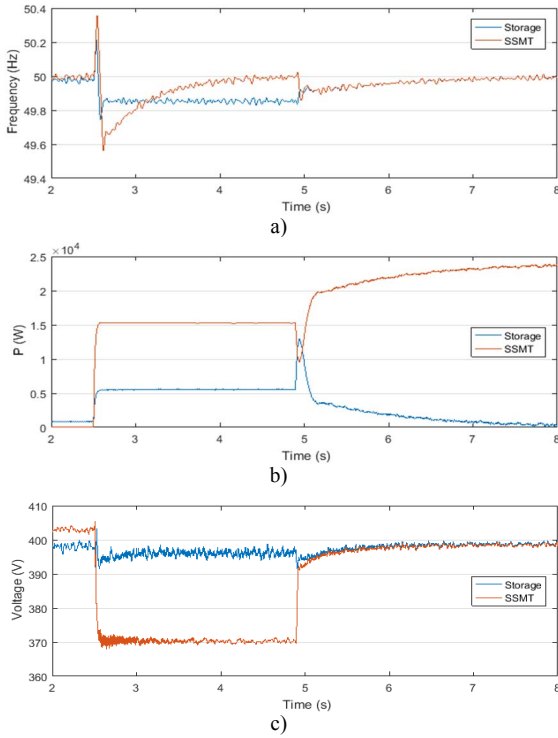 50.4
50.2
50
49.8
49.6
49.4
Frequency (Hz)
Storage
SSMT
2 3 4 5 6 7 8
Time (s)
a)
× 10⁴
2.5
2
1.5
1
0.5
0
P (W)
Storage
SSMT
2 3 4 5 6 7 8
Time (s)
b)
410
400
390
380
370
360
Voltage (V)
Storage
SSMT
2 3 4 5 6 7 8
Time (s)
c)